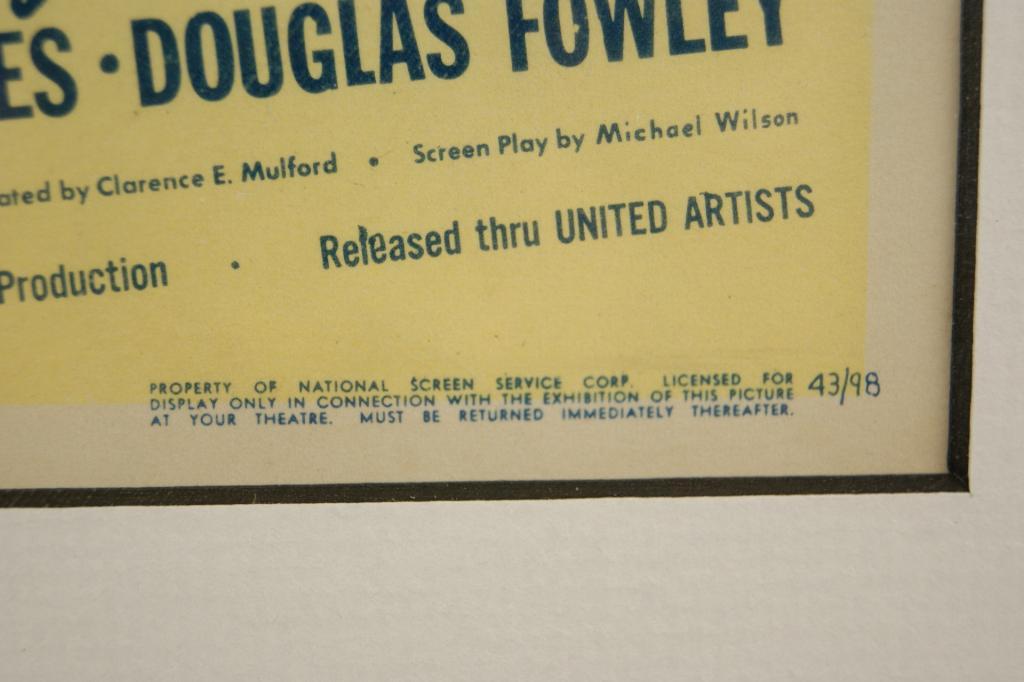 ES · DOUGLAS FOWLEY
ated by Clarence E. Mulford • Screen Play by Michael Wilson
Production • Released thru UNITED ARTISTS
PROPERTY OF NATIONAL SCREEN SERVICE CORP. LICENSED FOR
DISPLAY ONLY IN CONNECTION WITH THE EXHIBITION OF THIS PICTURE
AT YOUR THEATRE. MUST BE RETURNED IMMEDIATELY THEREAFTER.
43/98